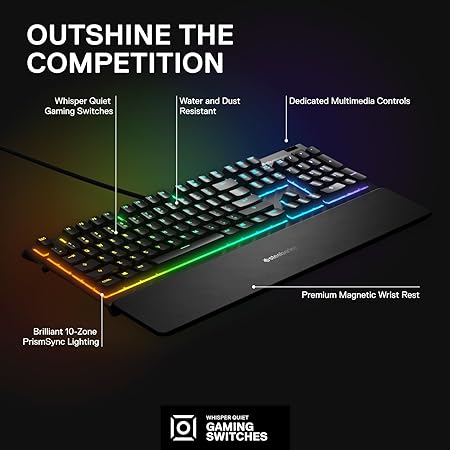 OUTSHINE THE
COMPETITION
Whisper Quiet
Gaming Switches
Water and Dust
Resistant
Dedicated Multimedia Controls
steelseries
Premium Magnetic Wrist Rest
Brilliant 10-Zone
PrismSync Lighting
WHISPER QUIET
GAMING
SWITCHES